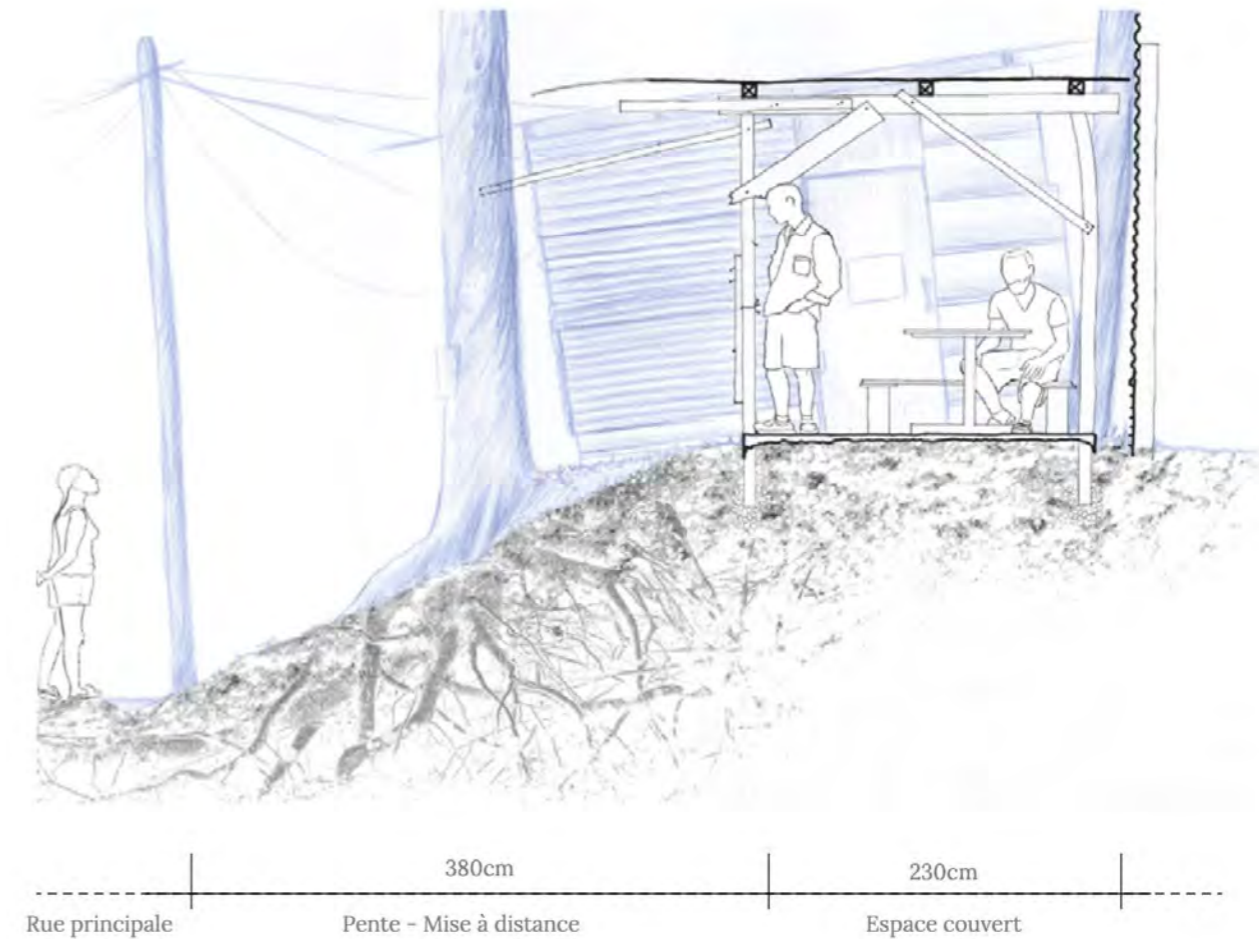 380cm
230cm
Rue principale
Pente - Mise à distance
Espace couvert